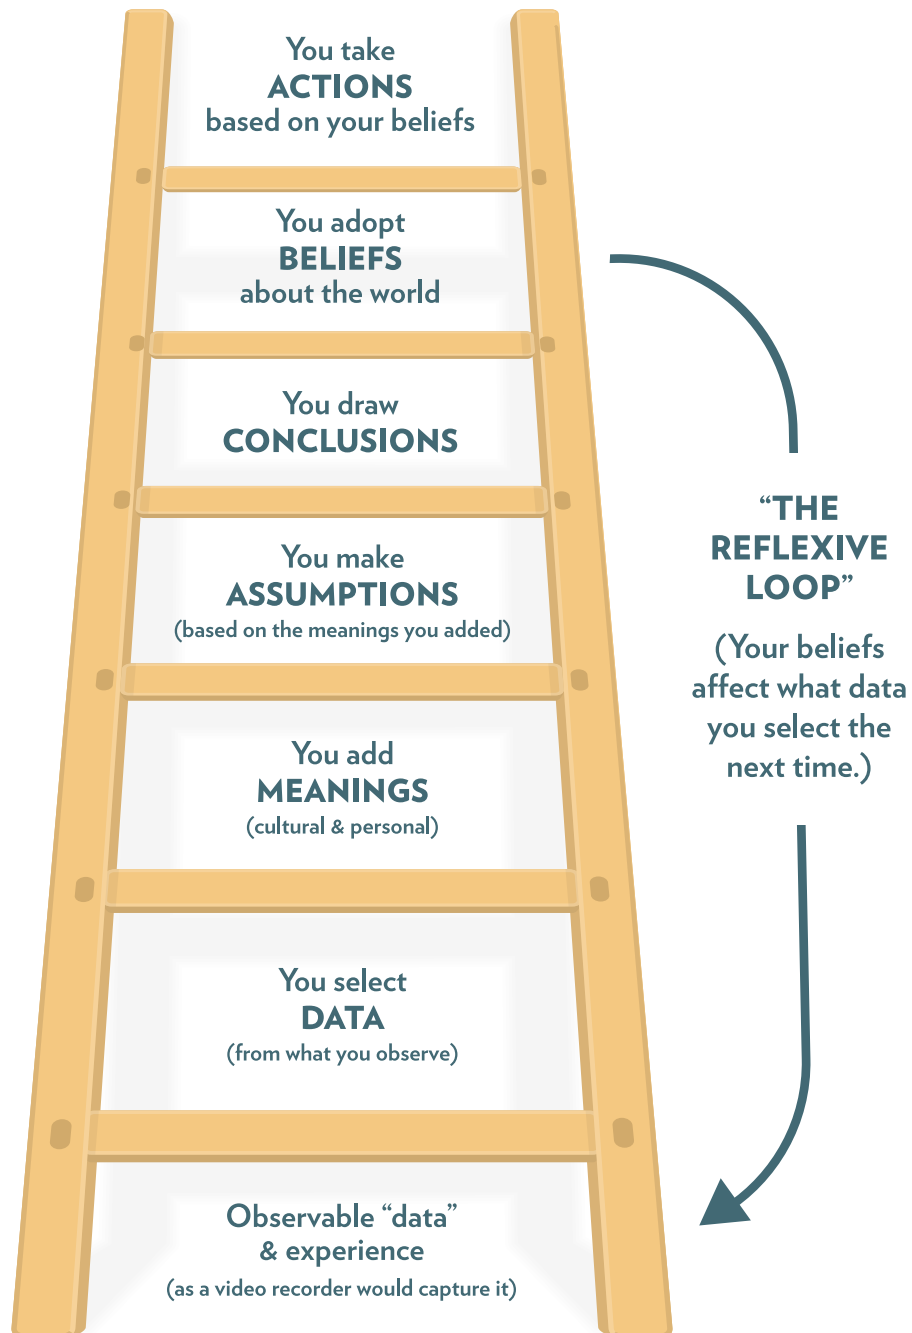 You take
ACTIONS
based on your beliefs
You adopt
BELIEFS
about the world
You draw
CONCLUSIONS
You make
ASSUMPTIONS
(based on the meanings you added)
You add
MEANINGS
(cultural & personal)
You select
DATA
(from what you observe)
Observable “data”
& experience
(as a video recorder would capture it)
“THE
REFLEXIVE
LOOP”
(Your beliefs
affect what data
you select the
next time.)